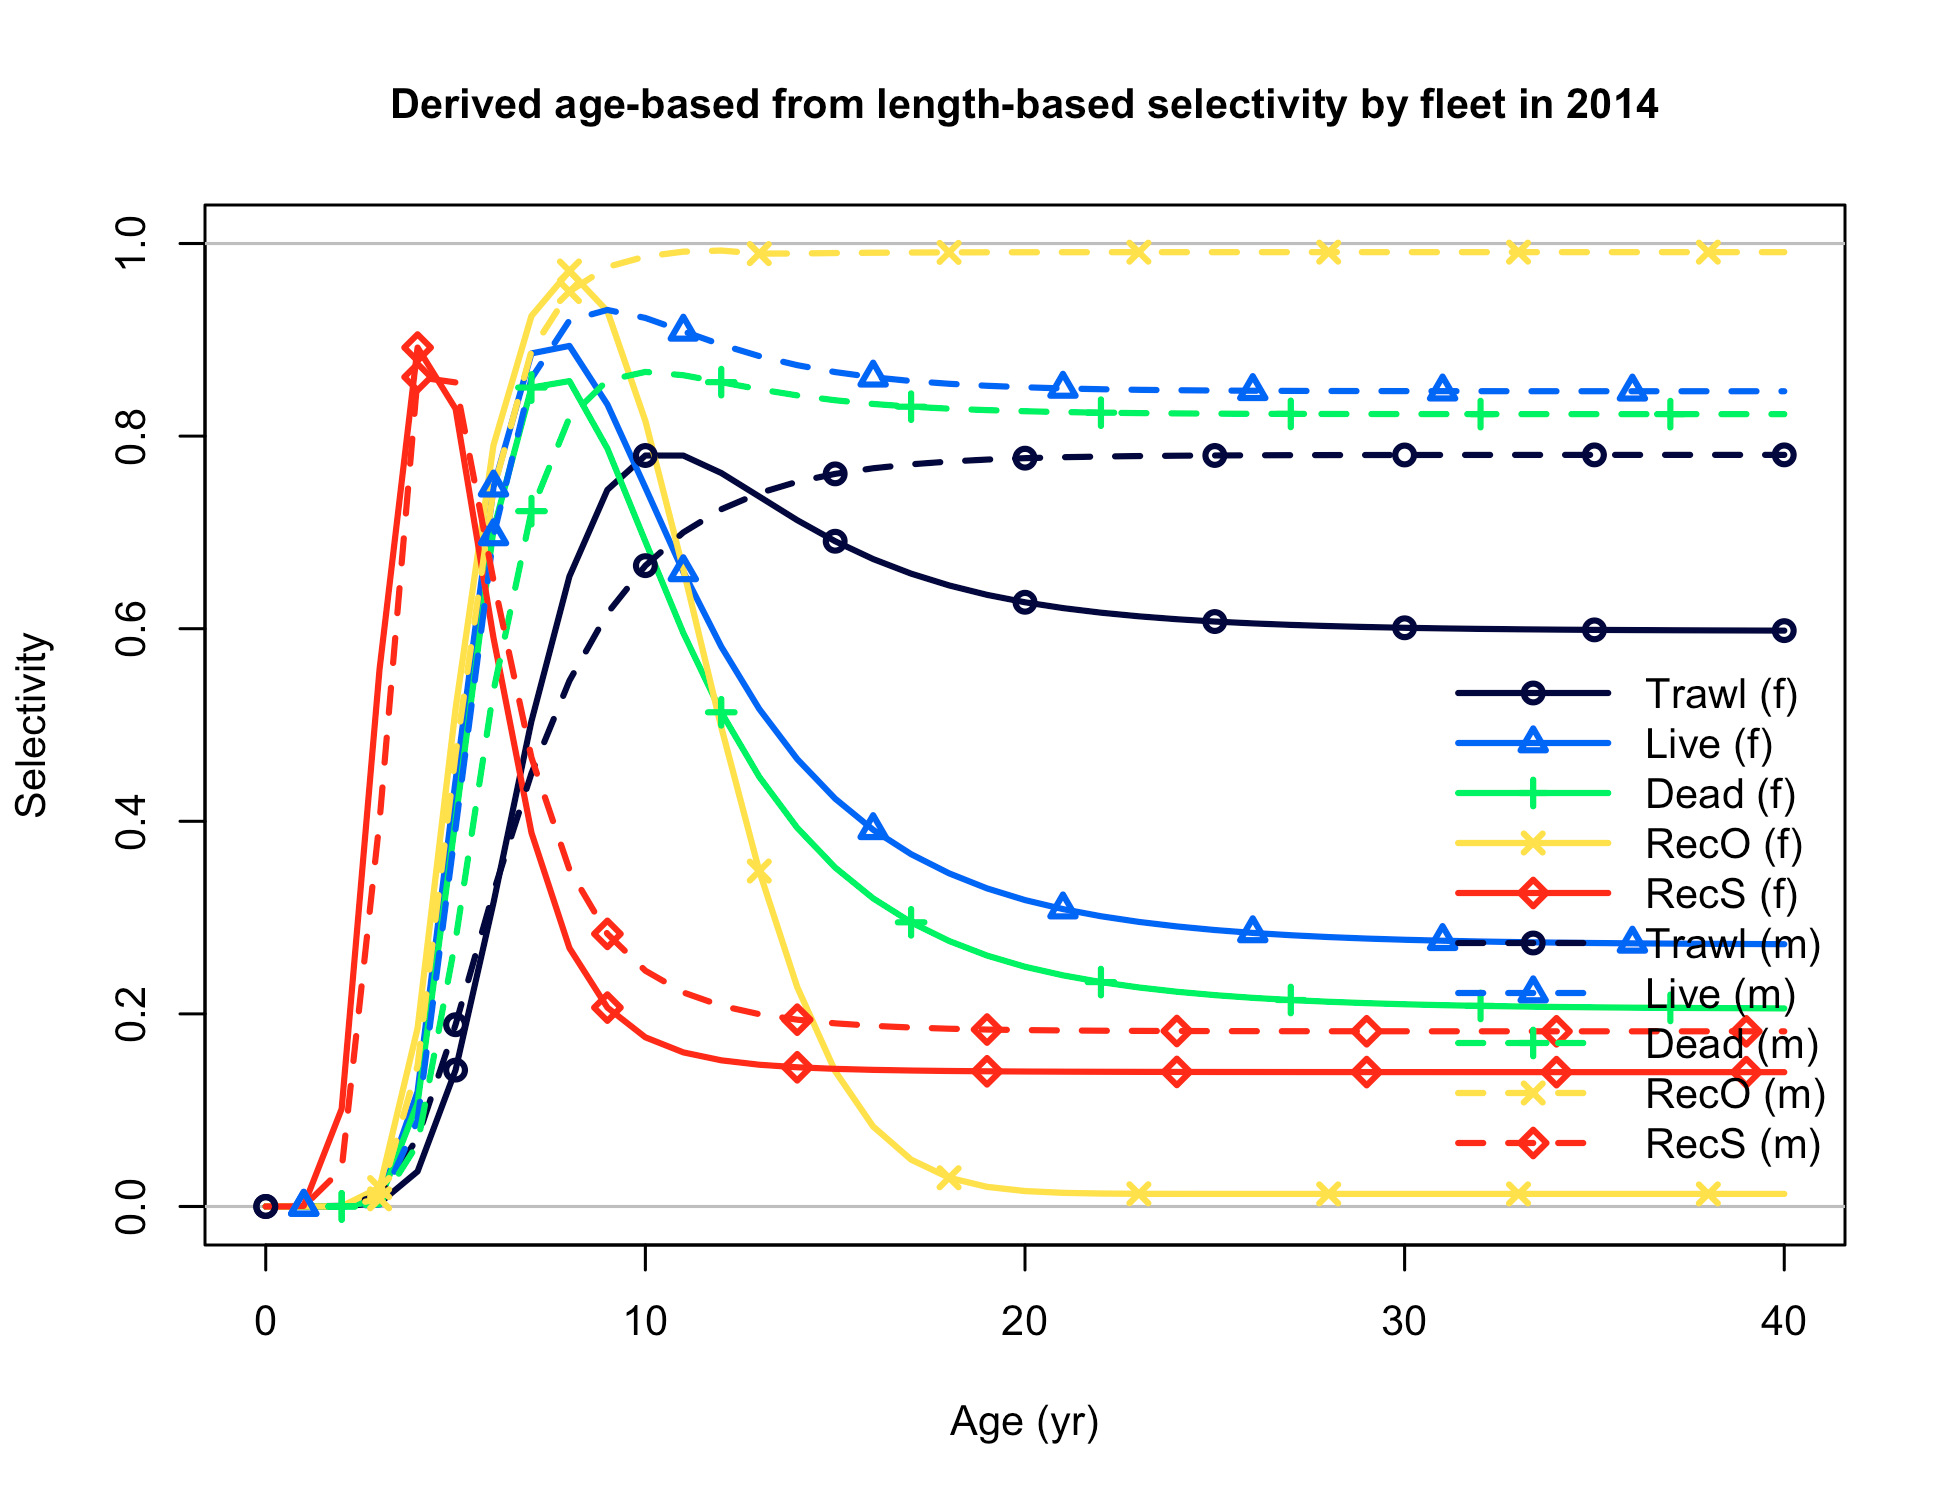 Derived age-based from length-based selectivity by fleet in 2014
Selectivity
1.0
0.8
0.6
0.4
0.2
0.0
Trawl (f)
Live (f)
Dead (f)
RecO (f)
RecS (f)
Trawl (m)
Live (m)
Dead (m)
RecO (m)
RecS (m)
0 10 20 30 40
Age (yr)